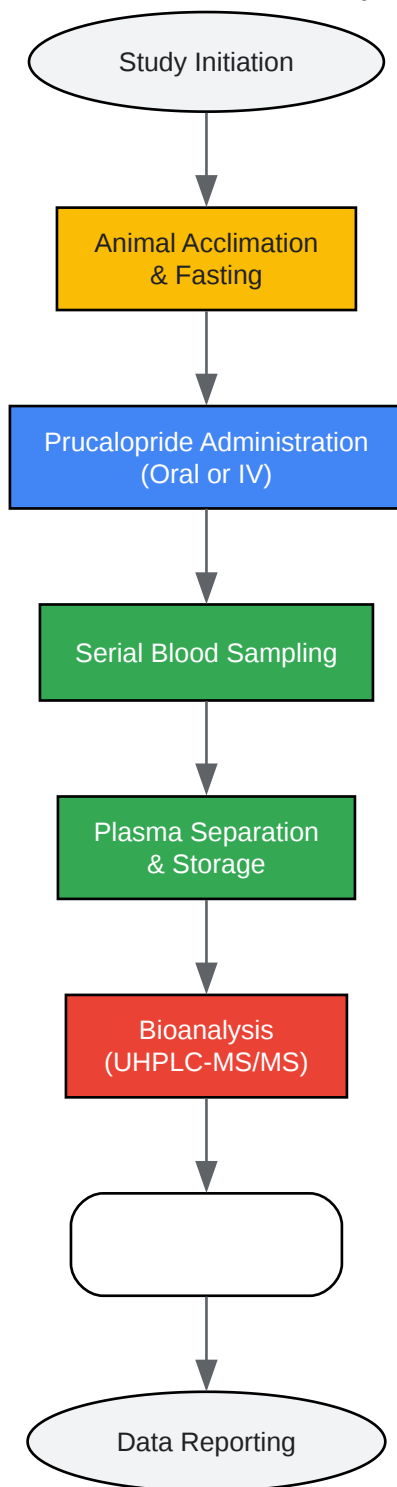 Study Initiation
Animal Acclimation
& Fasting
Prucalopride Administration
(Oral or IV)
Serial Blood Sampling
Plasma Separation
& Storage
Bioanalysis
(UHPLC-MS/MS)
Data Reporting